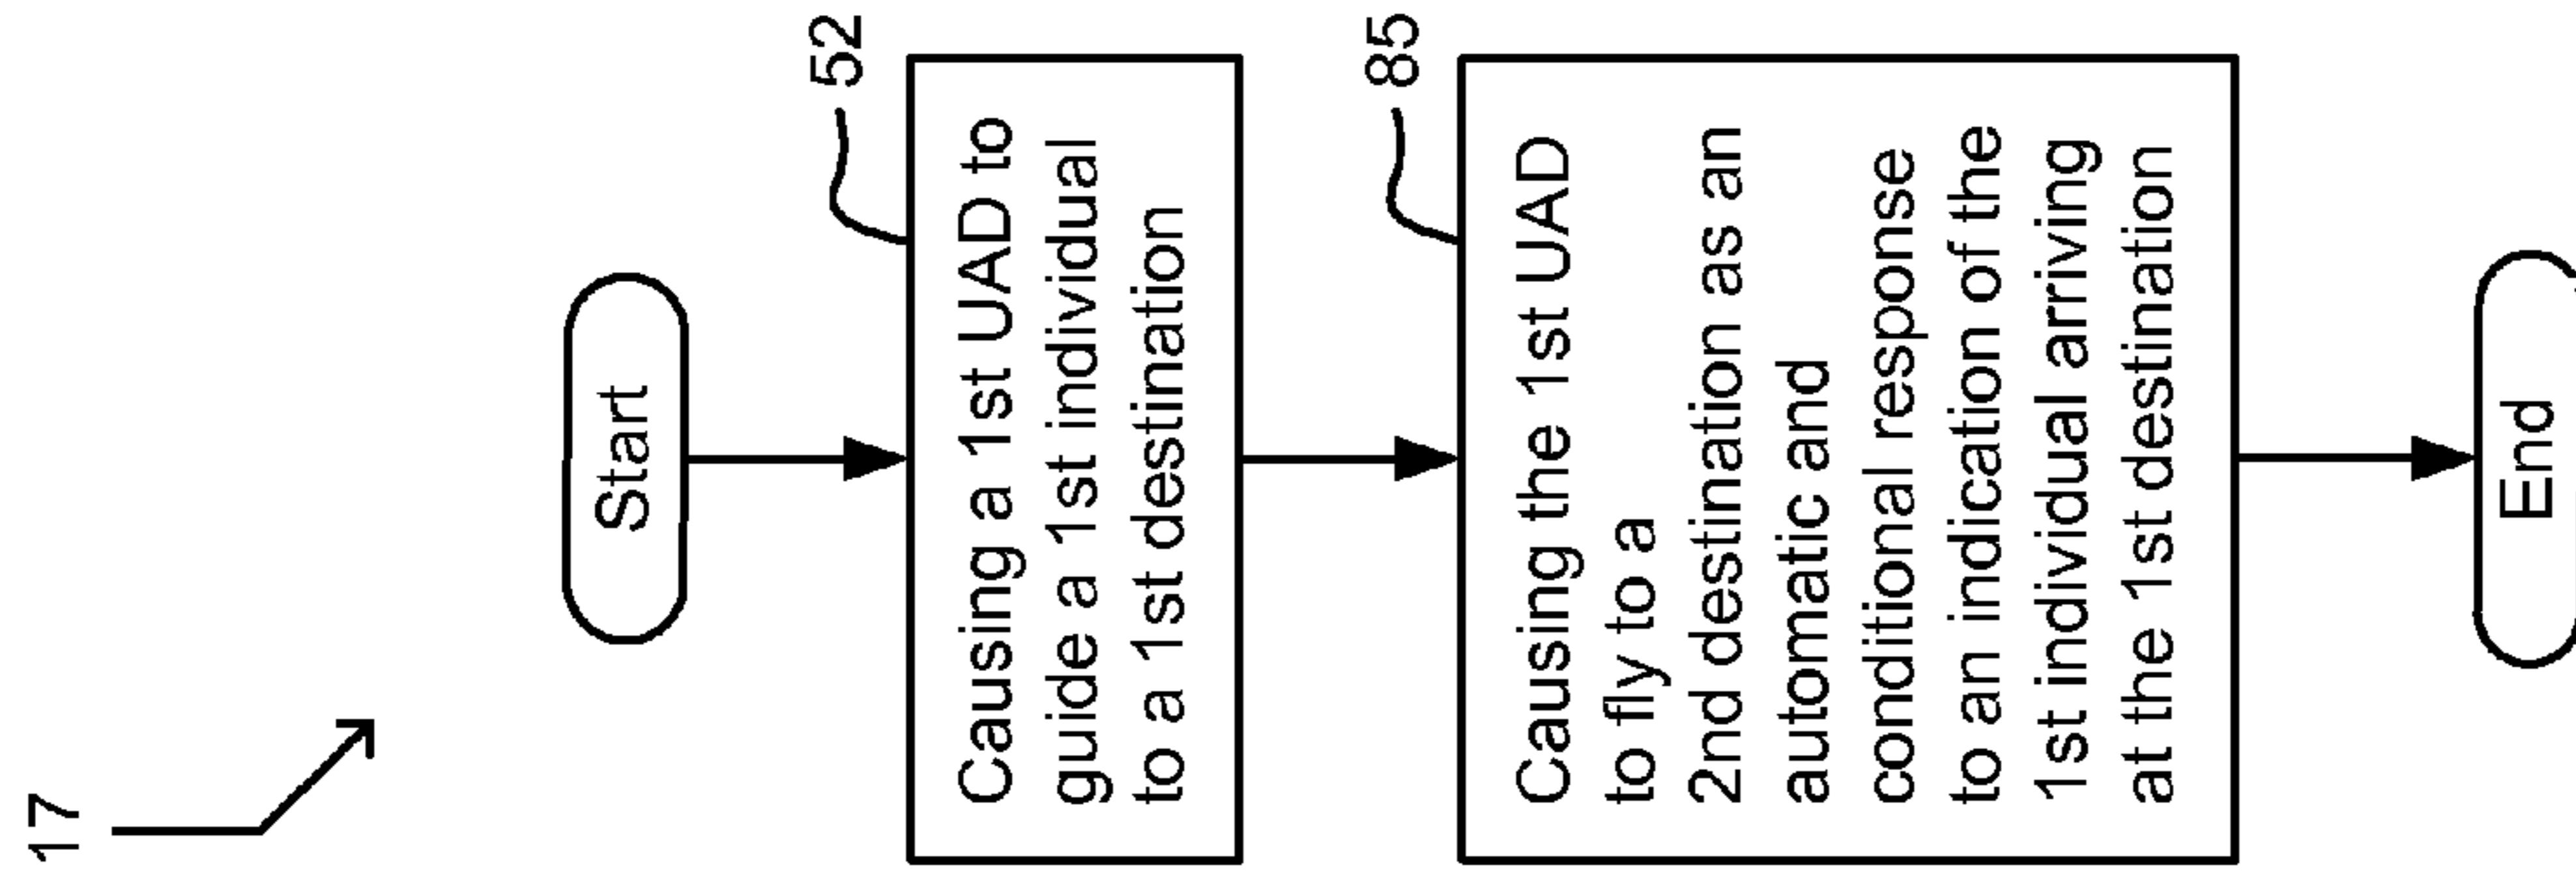 17
Start
52
Causing a 1st UAD to
guide a 1st individual
to a 1st destination
85
Causing the 1st UAD
to fly to a
2nd destination as an
automatic and
conditional response
to an indication of the
1st individual arriving
at the 1st destination
End